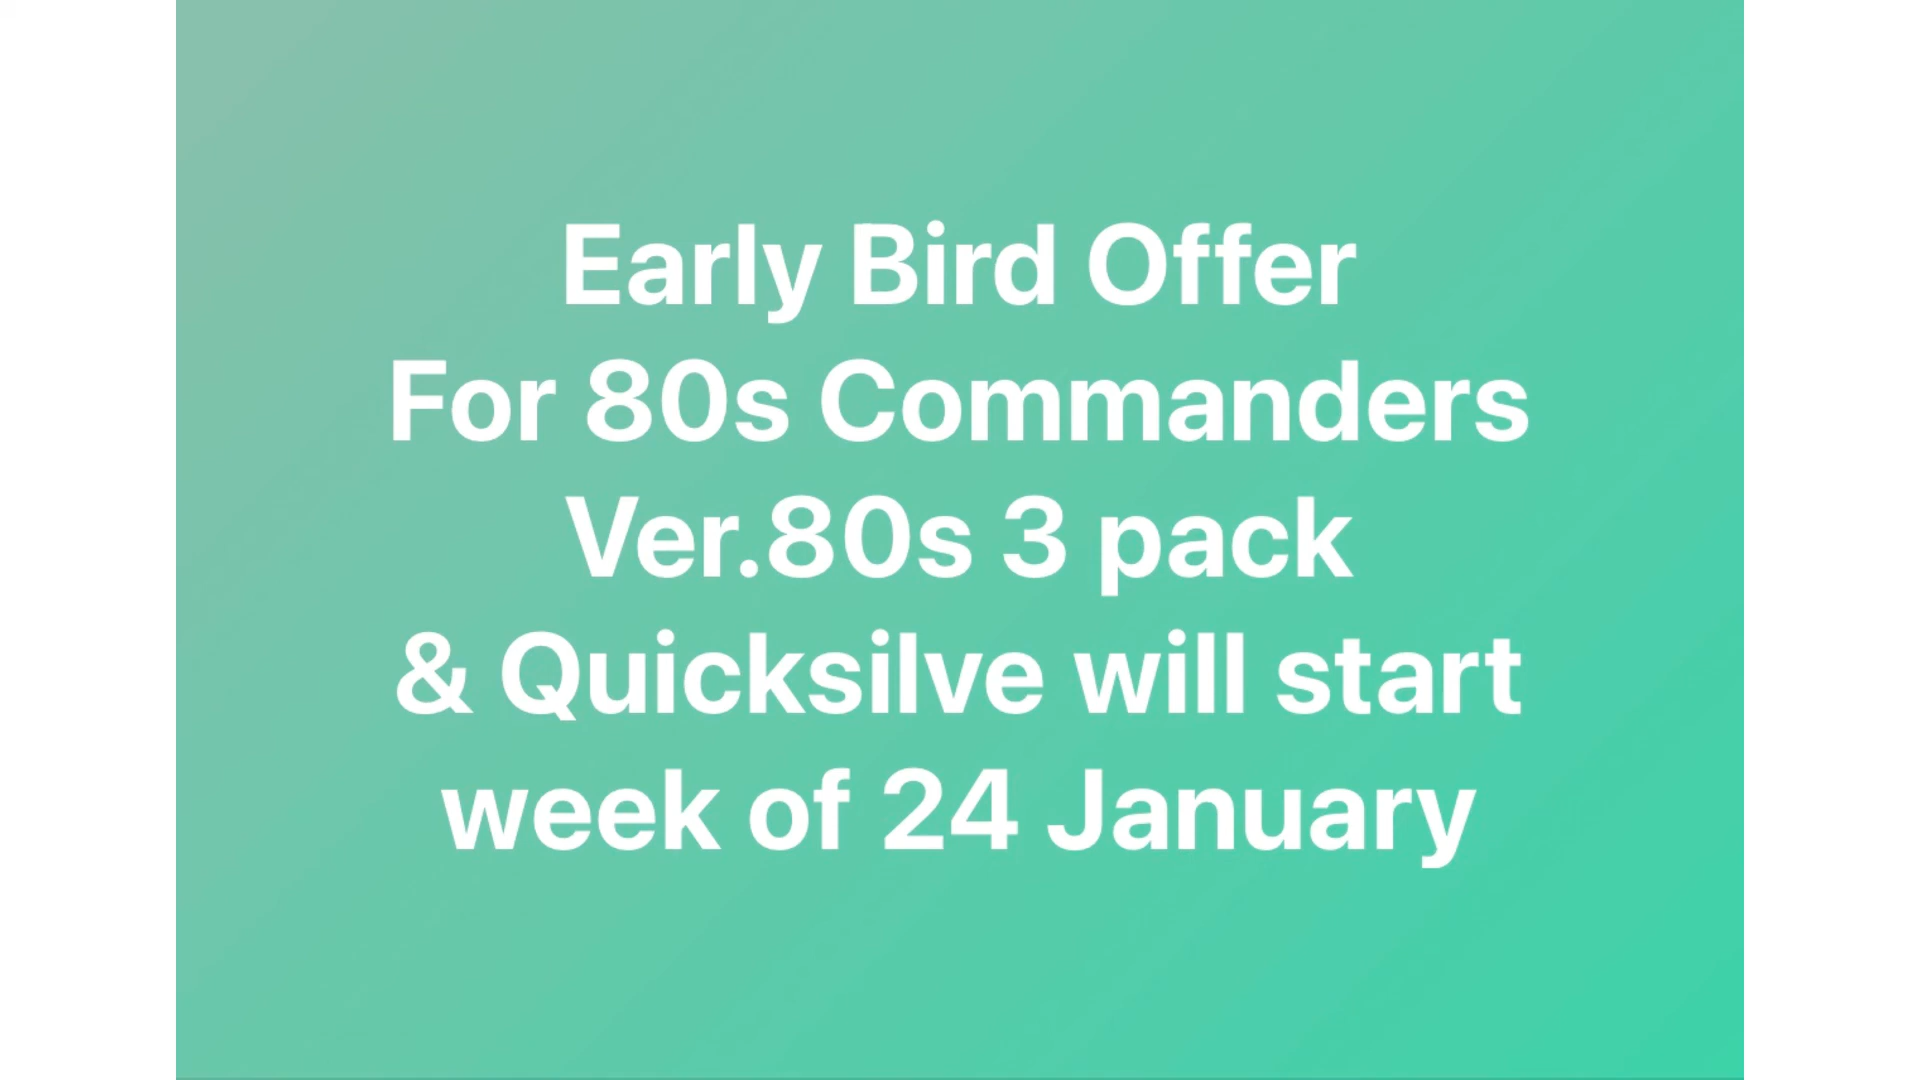 Early Bird Offer
For 80s Commanders
Ver.80s 3 pack
& Quicksilve will start
week of 24 January